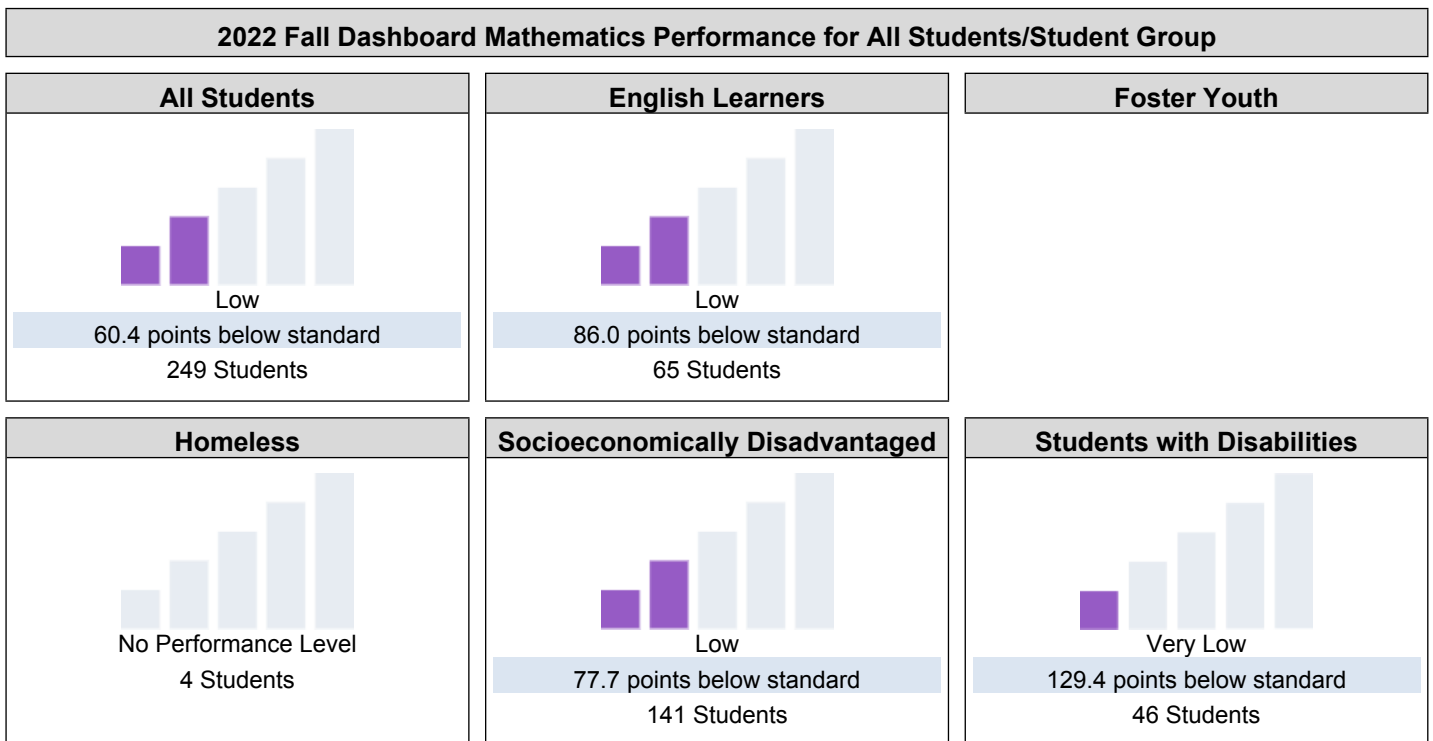 2022 Fall Dashboard Mathematics Performance for All Students/Student Group
All Students
Low
60.4 points below standard
249 Students
English Learners
Low
86.0 points below standard
65 Students
Foster Youth
Homeless
No Performance Level
4 Students
Socioeconomically Disadvantaged
Low
77.7 points below standard
141 Students
Students with Disabilities
Very Low
129.4 points below standard
46 Students